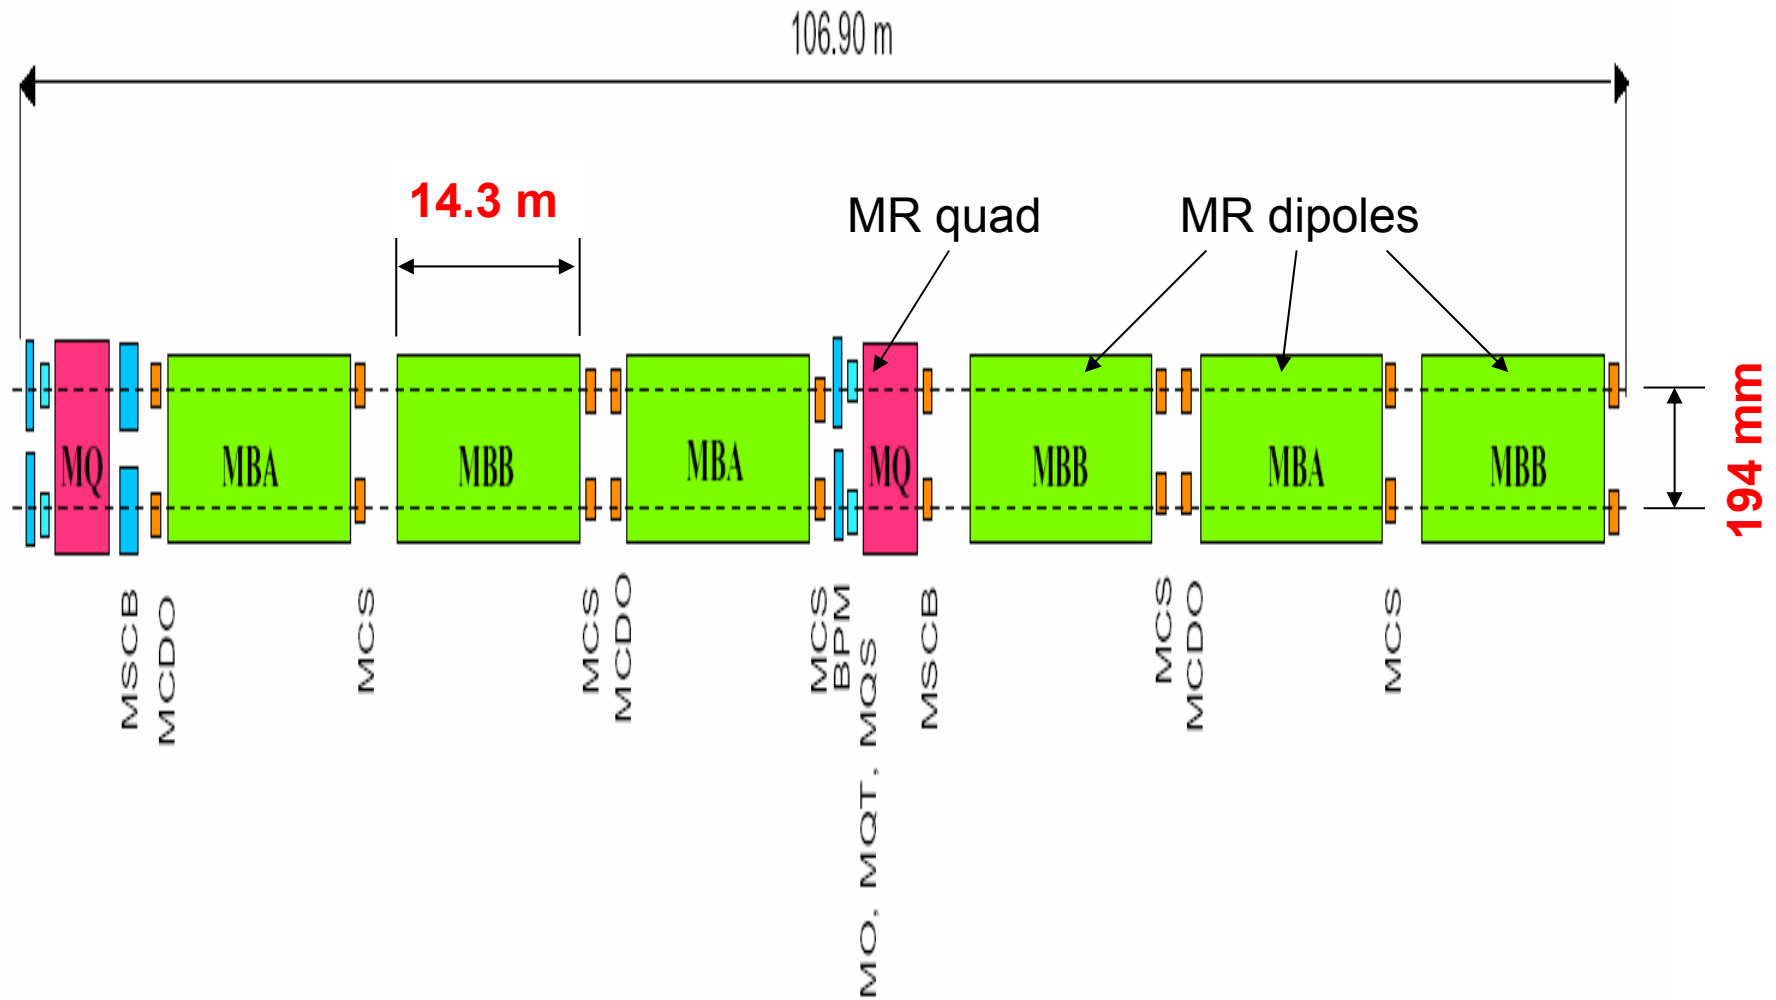 106.90 m
14.3 m
MR quad
MR dipoles
MQ
MBA
MBB
MBA
MQ
MBB
MBA
MBB
194 mm
MSCB
MCDO
MCS
MCS
MCDO
MCS
BPM
MO, MQT, MQS
MSCB
MCS
MCDO
MCS